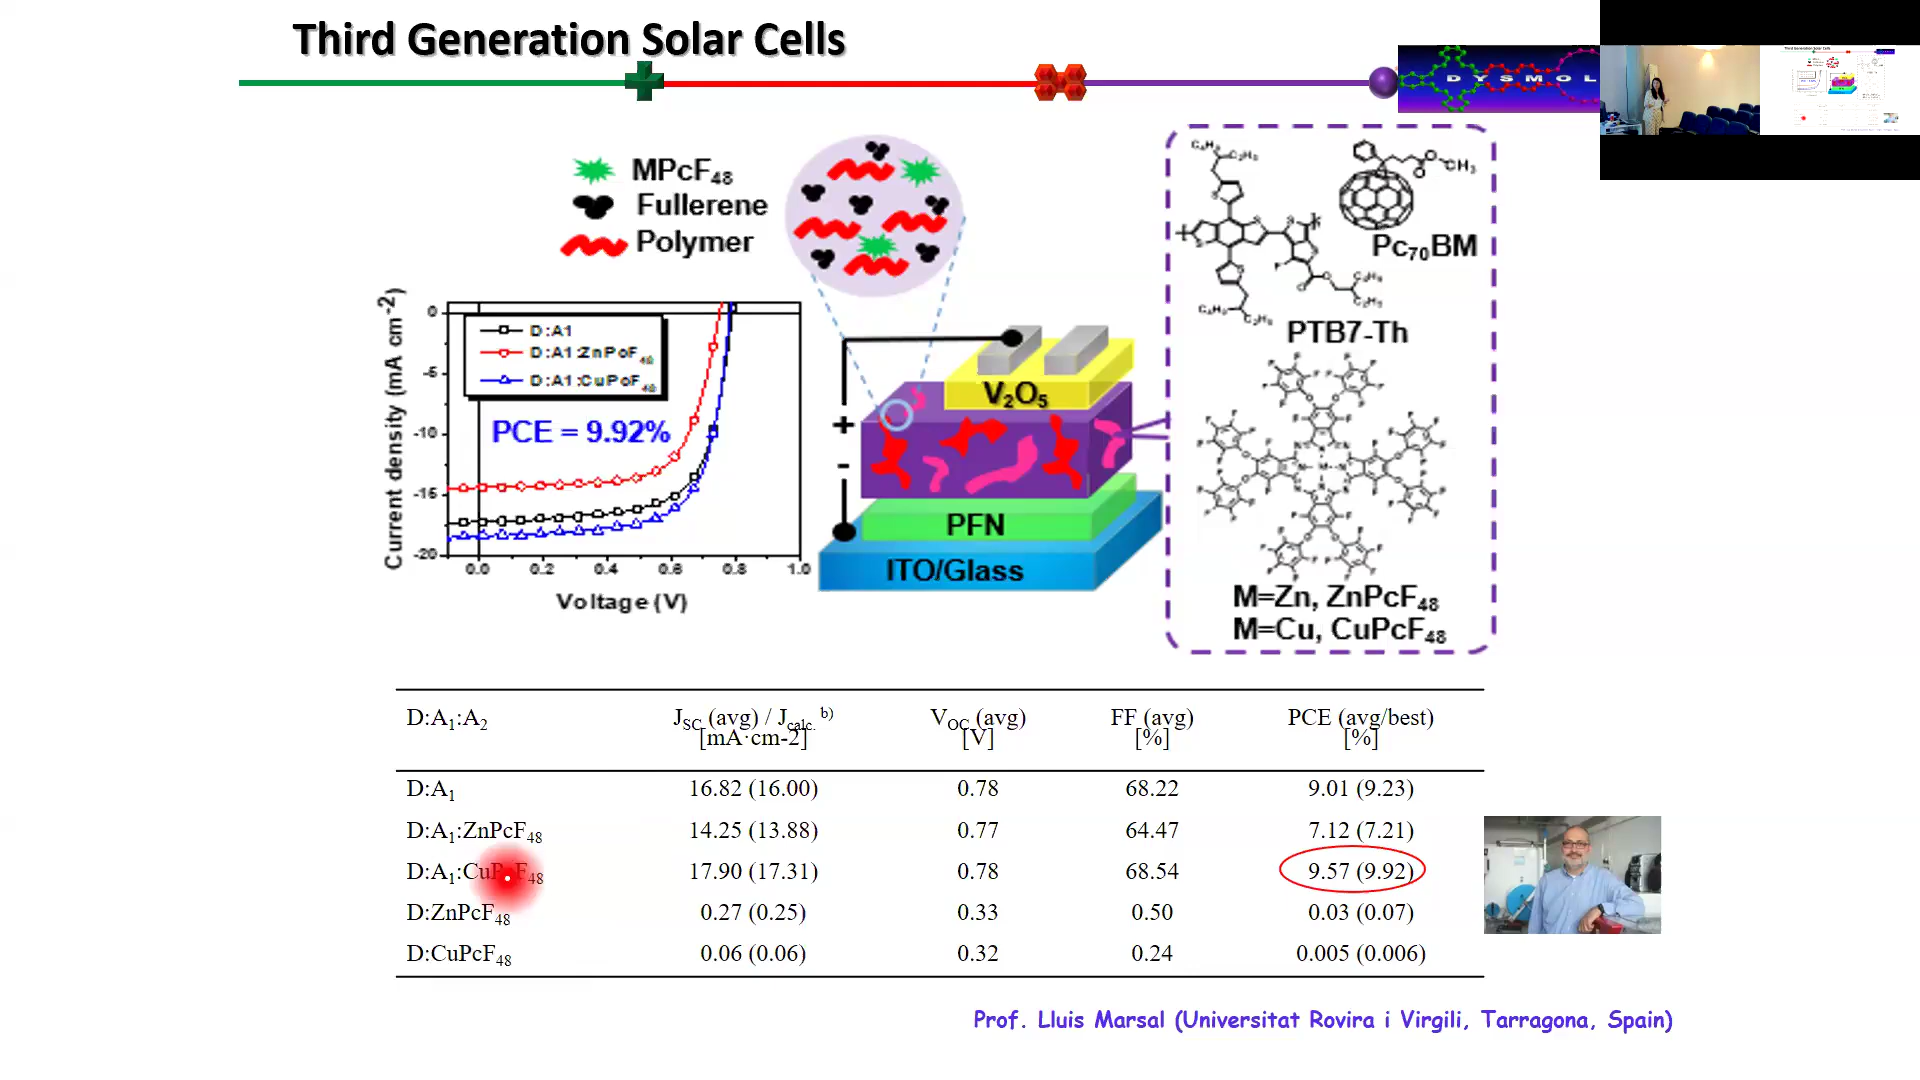 Third Generation Solar Cells
DYSMOL
MPcF48
Fullerene
Polymer
Current density (mA cm-2)
0
-5
-10
-15
-20
D:A1
D:A1:ZnPoF48
D:A1:CuPoF48
PCE = 9.92%
0.0 0.2 0.4 0.6 0.8 1.0
Voltage (V)
+
-
V2O5
PFN
ITO/Glass
Pc70BM
PTB7-Th
M=Zn, ZnPcF48
M=Cu, CuPcF48
D:A1:A2 JSC (avg) / Jcalc. b) VOC (avg) FF (avg) PCE (avg/best)
[mA·cm-2] [V] [%] [%]
D:A1 16.82 (16.00) 0.78 68.22 9.01 (9.23)
D:A1:ZnPcF48 14.25 (13.88) 0.77 64.47 7.12 (7.21)
D:A1:CuPcF48 17.90 (17.31) 0.78 68.54 9.57 (9.92)
D:ZnPcF48 0.27 (0.25) 0.33 0.50 0.03 (0.07)
D:CuPcF48 0.06 (0.06) 0.32 0.24 0.005 (0.006)
Prof. Lluis Marsal (Universitat Rovira i Virgili, Tarragona, Spain)